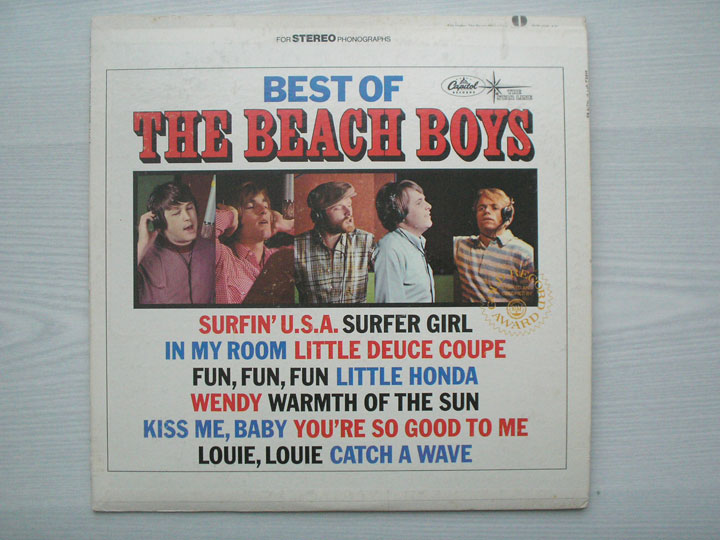 FOR STEREO PHONOGRAPHS
BEST OF
Capitol
RECORDS
THE BEACH BOYS
SURFIN' U.S.A. SURFER GIRL
IN MY ROOM LITTLE DEUCE COUPE
FUN, FUN, FUN LITTLE HONDA
WENDY WARMTH OF THE SUN
KISS ME, BABY YOU'RE SO GOOD TO ME
LOUIE, LOUIE CATCH A WAVE
RECORD
AWARD